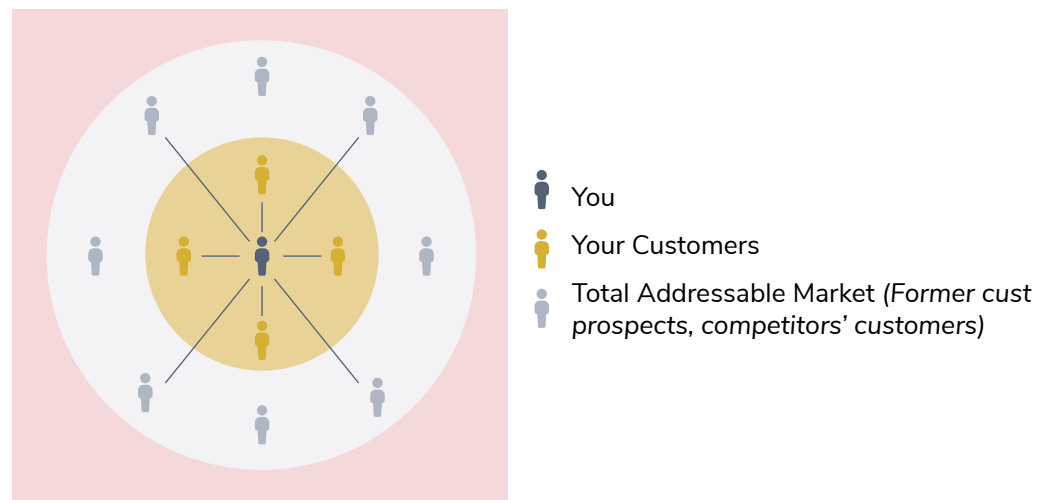 You
Your Customers
Total Addressable Market (Former cust
prospects, competitors’ customers)